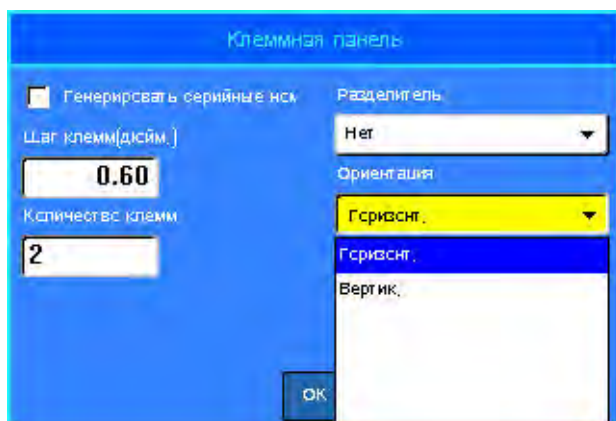 Клеммная панель
Генерировать серийные ном
Шаг клемм(дюйм.)
0.60
Количество клемм
2
Разделитель
Нет
Ориентация
Горизонт.
Горизонт.
Вертик.
ОК